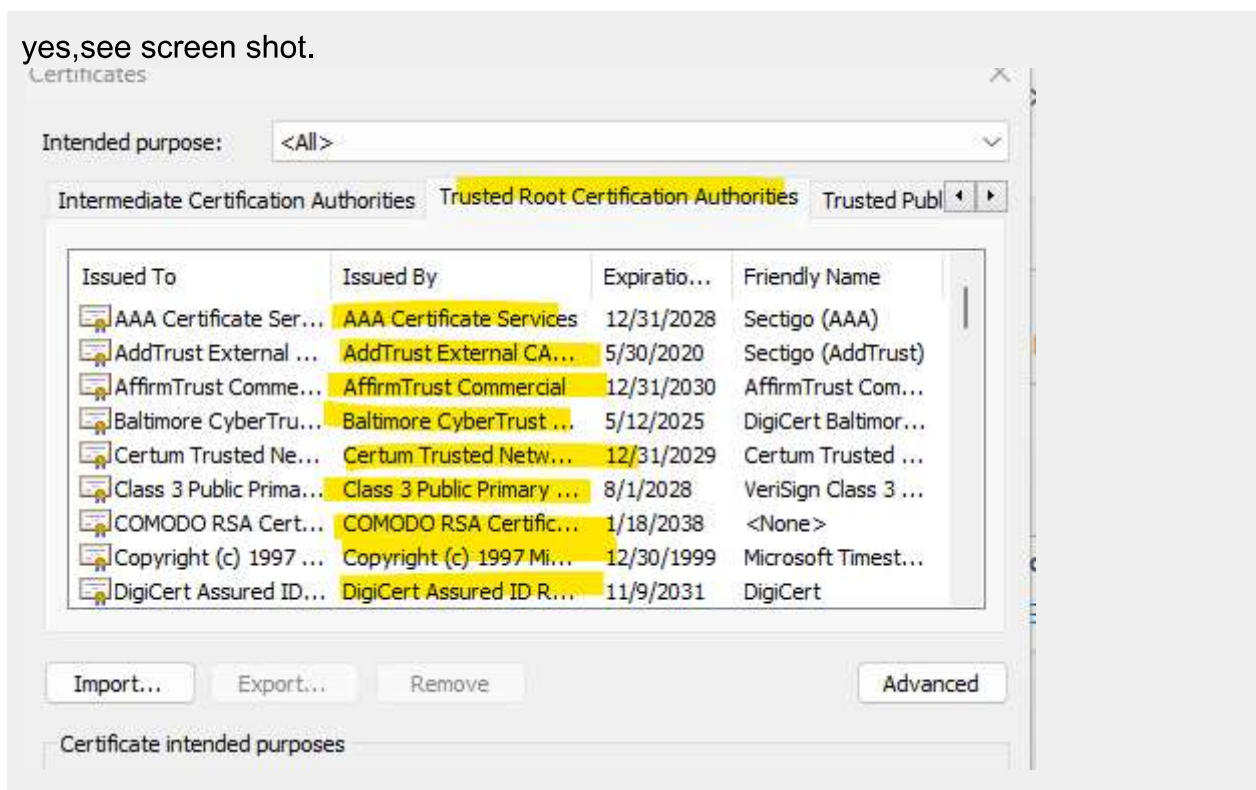 yes,see screen shot.
Certificates
Intended purpose: <All>
Intermediate Certification Authorities Trusted Root Certification Authorities Trusted Publ
Issued To Issued By Expiratio... Friendly Name
AAA Certificate Ser... AAA Certificate Services 12/31/2028 Sectigo (AAA)
AddTrust External ... AddTrust External CA... 5/30/2020 Sectigo (AddTrust)
AffirmTrust Comme... AffirmTrust Commercial 12/31/2030 AffirmTrust Com...
Baltimore CyberTru... Baltimore CyberTrust ... 5/12/2025 DigiCert Baltimor...
Certum Trusted Ne... Certum Trusted Netw... 12/31/2029 Certum Trusted ...
Class 3 Public Prima... Class 3 Public Primary ... 8/1/2028 VeriSign Class 3 ...
COMODO RSA Cert... COMODO RSA Certific... 1/18/2038 <None>
Copyright (c) 1997 ... Copyright (c) 1997 Mi... 12/30/1999 Microsoft Timest...
DigiCert Assured ID... DigiCert Assured ID R... 11/9/2031 DigiCert
Import... Export... Remove Advanced
Certificate intended purposes